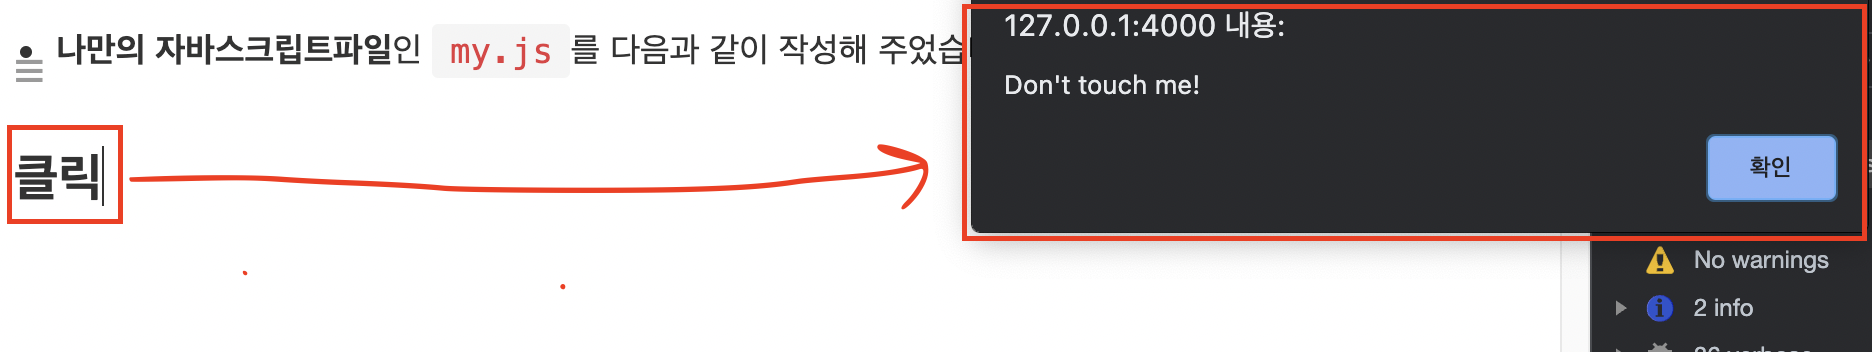 나만의 자바스크립트파일인 my.js 를 다음과 같이 작성해 주었습
클릭
127.0.0.1:4000 내용:
Don't touch me!
확인
No warnings
2 info